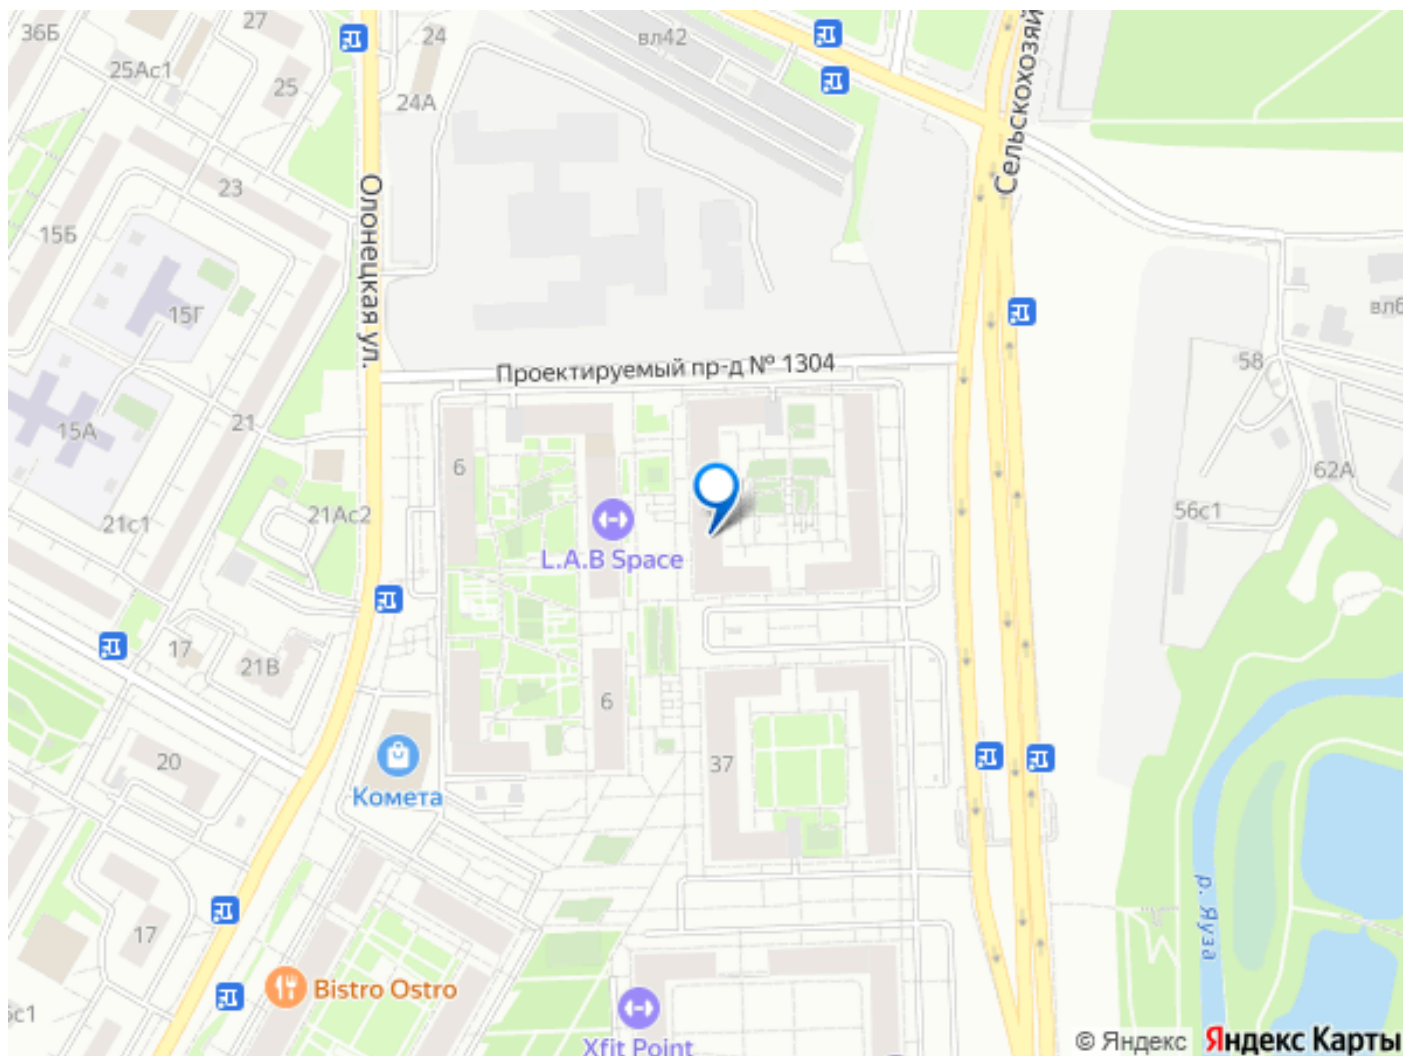 36Б
27
24
вл42
25Ас1
25
24А
Сельскохозяй
23
Олонецкая ул.
15Б
15Г
влб
Проектируемый пр-д № 1304
58
15А
21
6
62А
21с1
21Ас2
56с1
L.A.B Space
17
21В
6
20
37
Комета
р. Яуза
17
Bistro Ostro
Xfit Point
© Яндекс Яндекс Карты